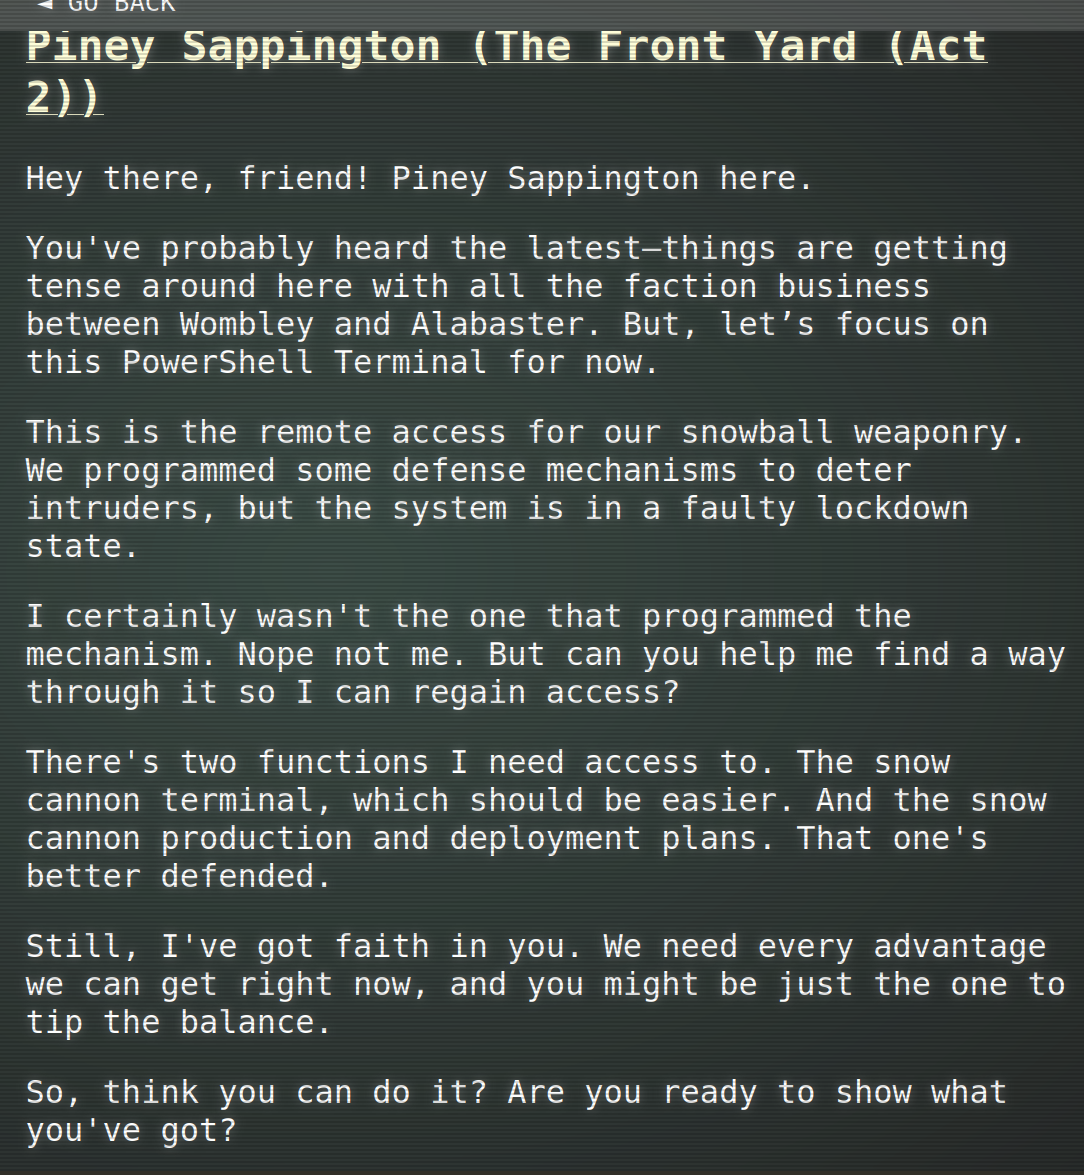 ◄ GO BACK
Piney Sappington (The Front Yard (Act
2))
Hey there, friend! Piney Sappington here.
You've probably heard the latest—things are getting
tense around here with all the faction business
between Wombley and Alabaster. But, let’s focus on
this PowerShell Terminal for now.
This is the remote access for our snowball weaponry.
We programmed some defense mechanisms to deter
intruders, but the system is in a faulty lockdown
state.
I certainly wasn't the one that programmed the
mechanism. Nope not me. But can you help me find a way
through it so I can regain access?
There's two functions I need access to. The snow
cannon terminal, which should be easier. And the snow
cannon production and deployment plans. That one's
better defended.
Still, I've got faith in you. We need every advantage
we can get right now, and you might be just the one to
tip the balance.
So, think you can do it? Are you ready to show what
you've got?